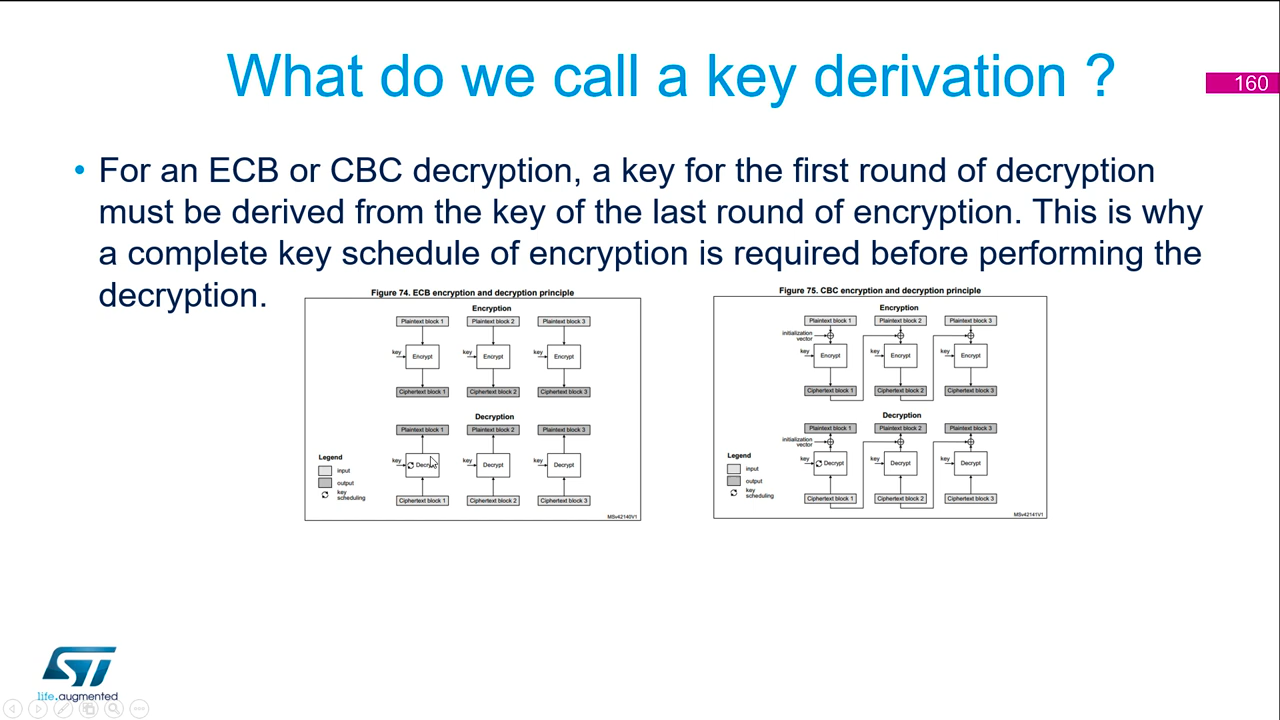 What do we call a key derivation ?
160
• For an ECB or CBC decryption, a key for the first round of decryption
must be derived from the key of the last round of encryption. This is why
a complete key schedule of encryption is required before performing the
decryption.
Figure 74. ECB encryption and decryption principle
Encryption
Plaintext block 1 Plaintext block 2 Plaintext block 3
key Encrypt key Encrypt key Encrypt
Ciphertext block 1 Ciphertext block 2 Ciphertext block 3
Decryption
Plaintext block 1 Plaintext block 2 Plaintext block 3
key Decrypt key Decrypt key Decrypt
Ciphertext block 1 Ciphertext block 2 Ciphertext block 3
Legend
input
output
key
scheduling
MSv42140V1
Figure 75. CBC encryption and decryption principle
Encryption
Plaintext block 1 Plaintext block 2 Plaintext block 3
initialization
vector
key Encrypt key Encrypt key Encrypt
Ciphertext block 1 Ciphertext block 2 Ciphertext block 3
Decryption
Plaintext block 1 Plaintext block 2 Plaintext block 3
initialization
vector
key Decrypt key Decrypt key Decrypt
Ciphertext block 1 Ciphertext block 2 Ciphertext block 3
Legend
input
output
key
scheduling
MSv42141V1
ST
life.augmented